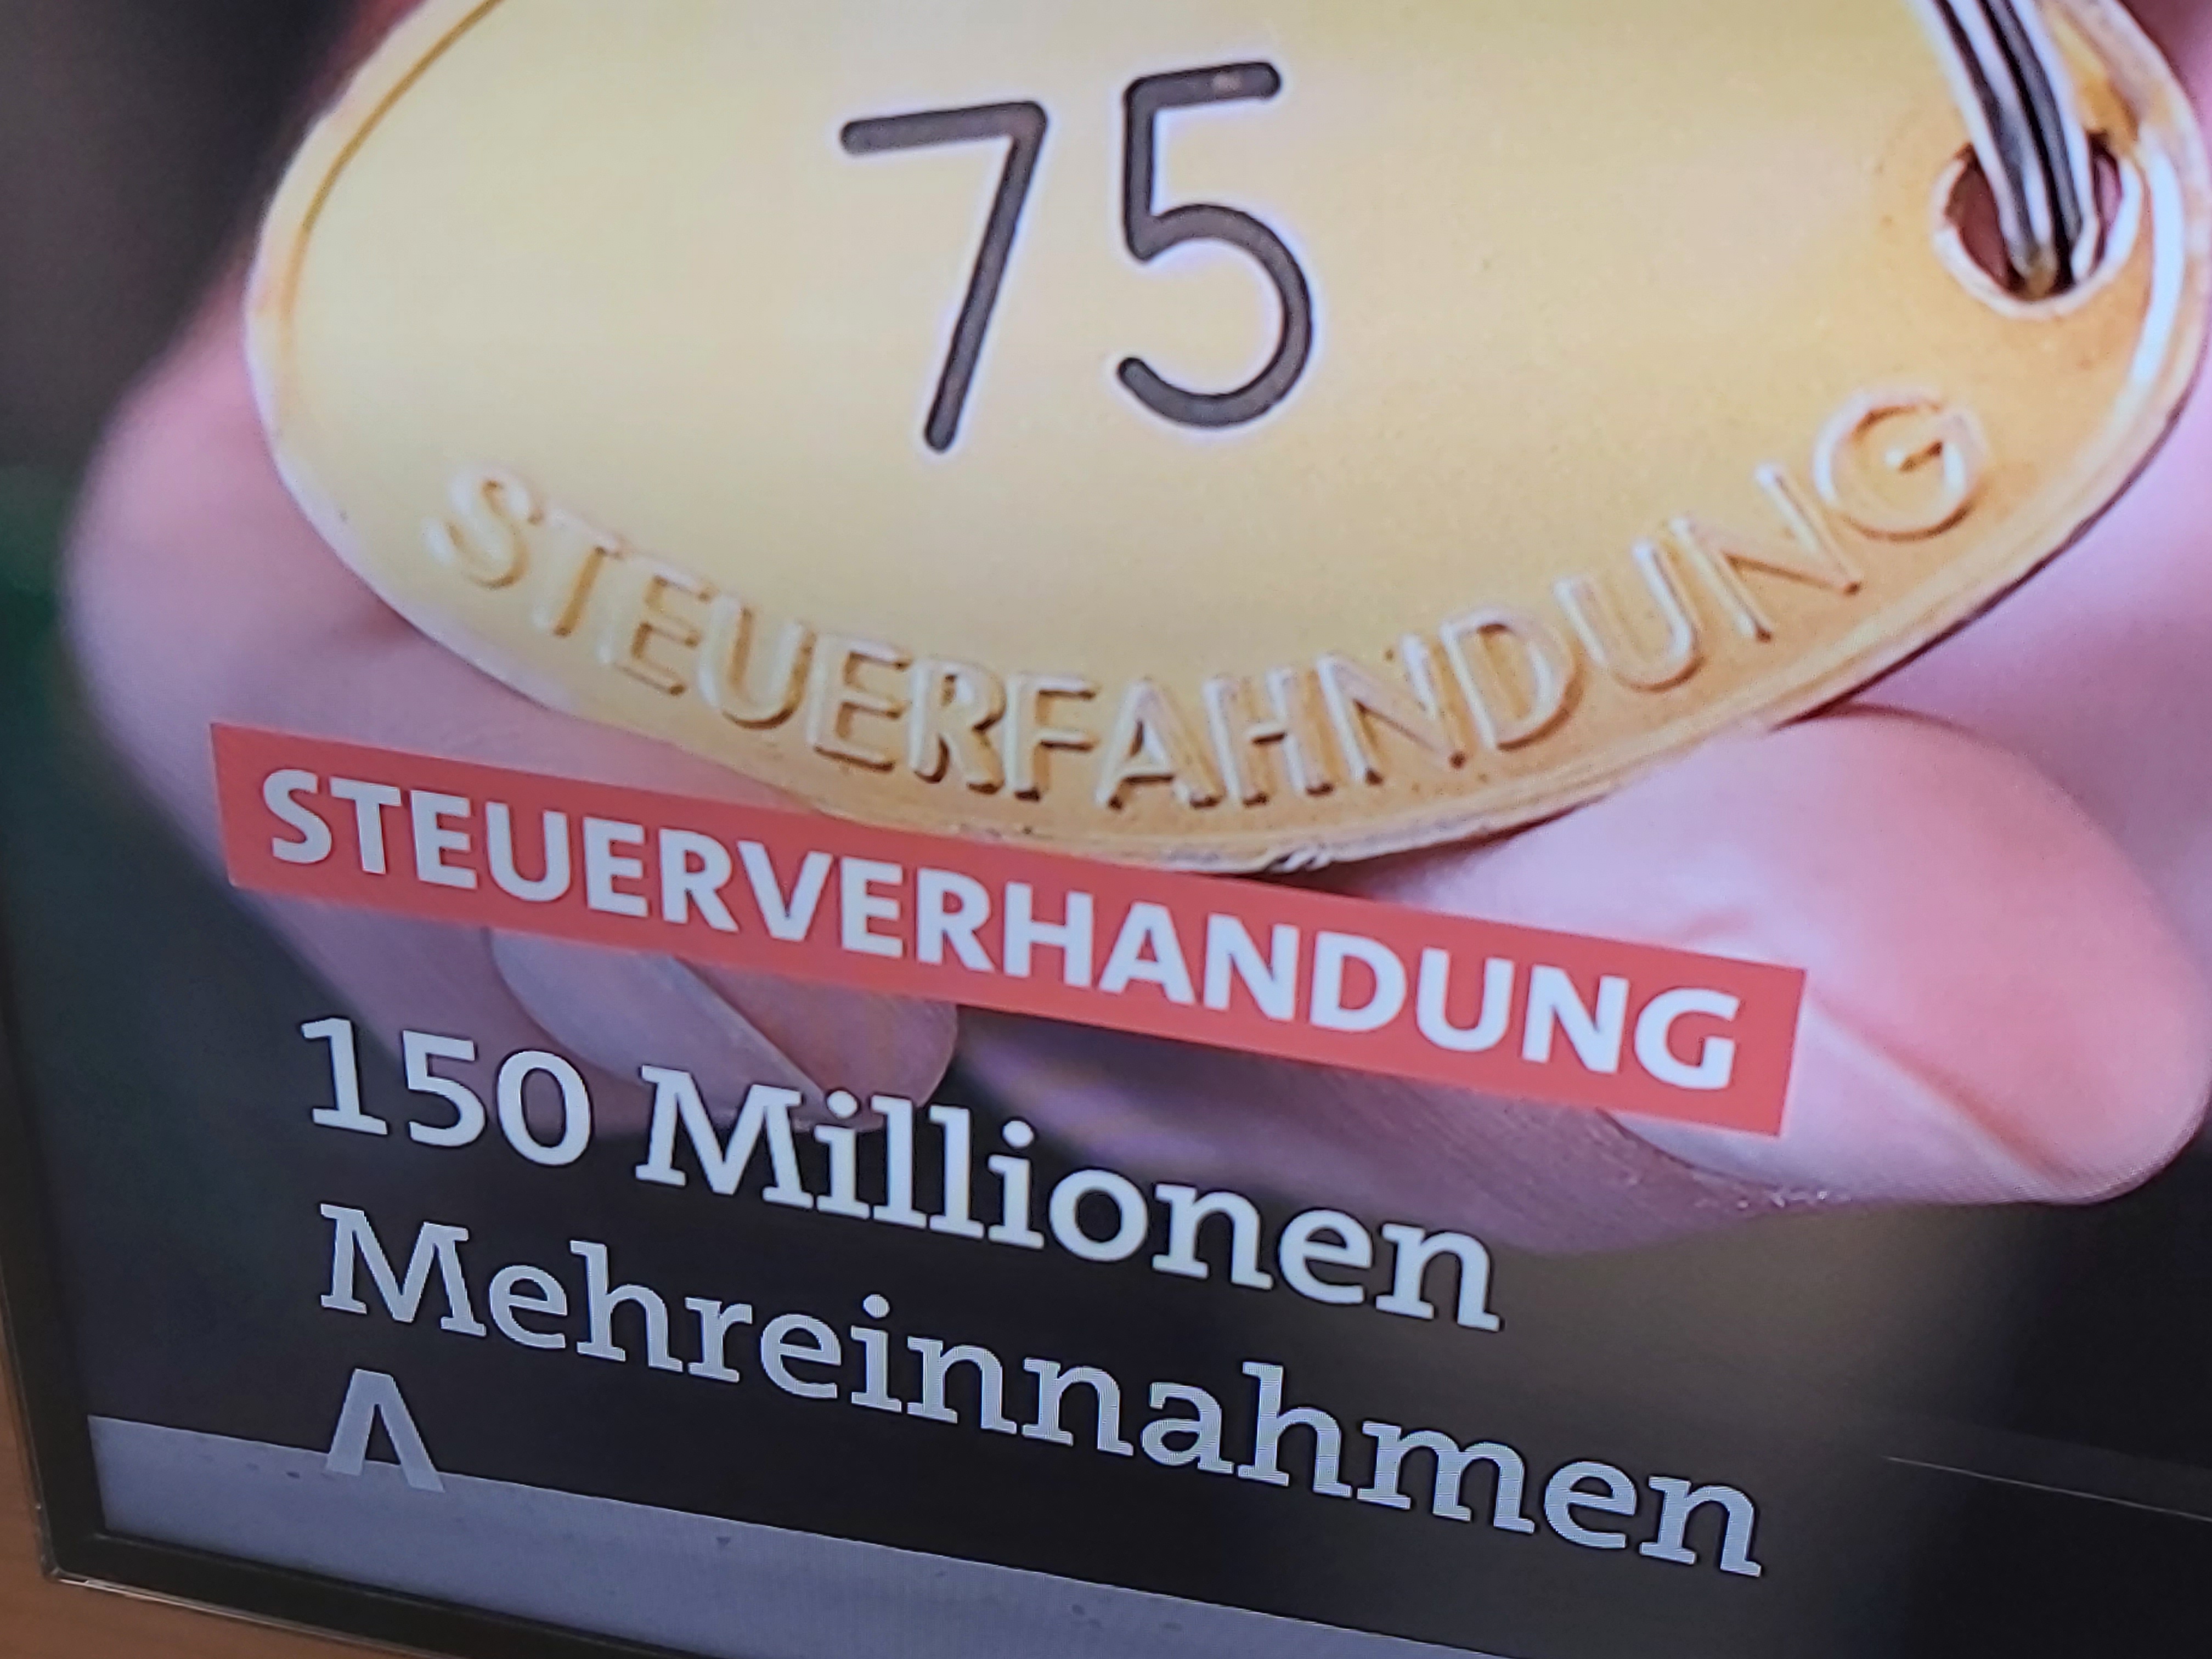 75
STEUERFAHNDUNG
STEUERVERHANDUNG
150 Millionen
Mehreinnahmen